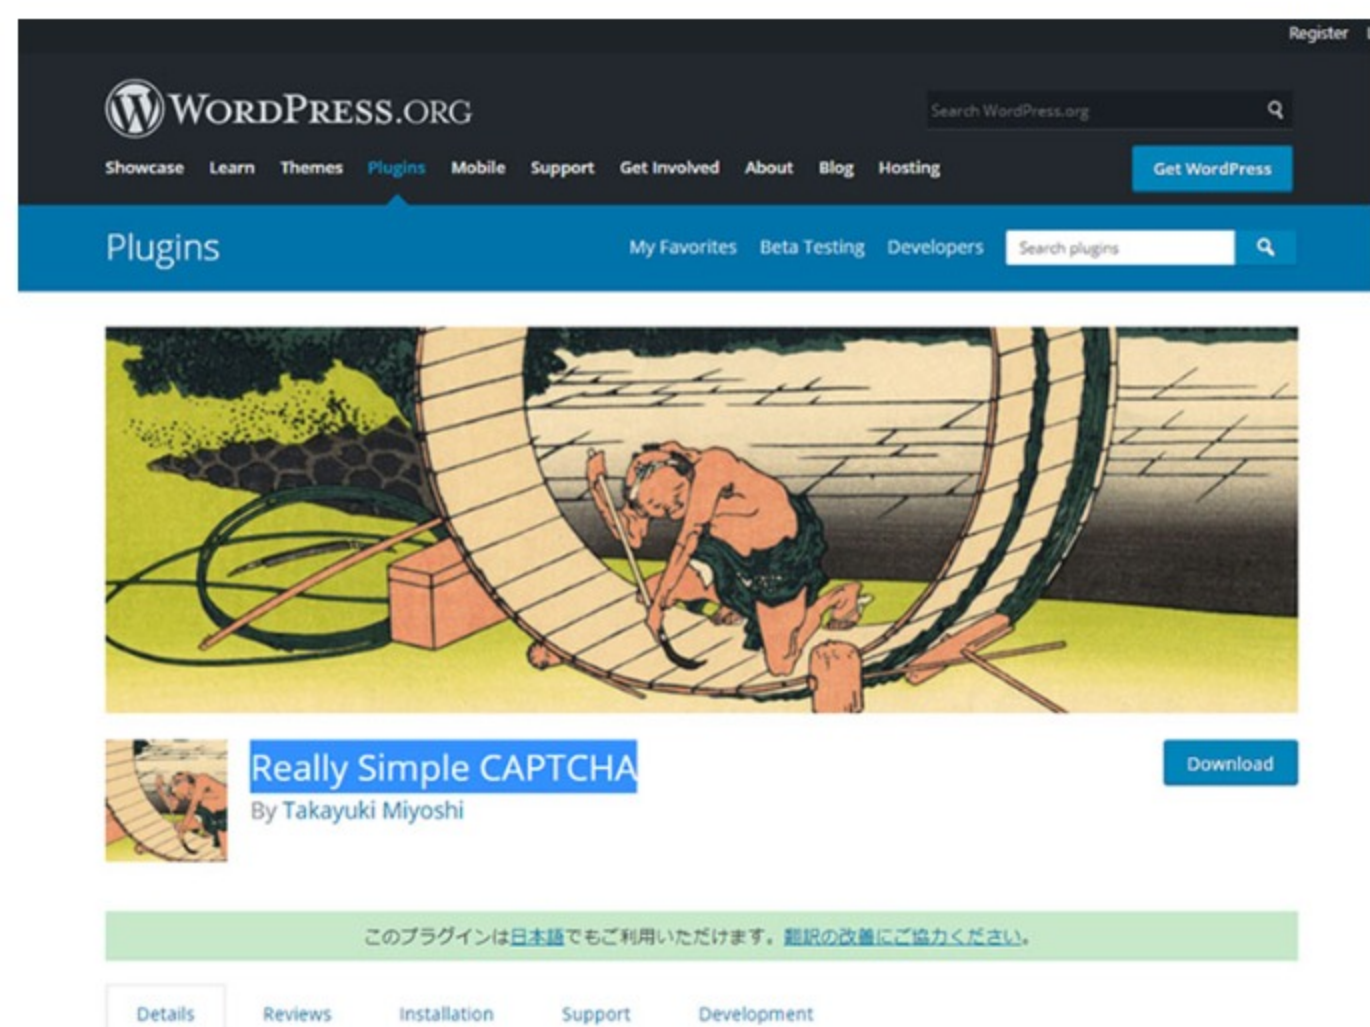 Register
WORDPRESS.ORG
Search WordPress.org
Showcase Learn Themes Plugins Mobile Support Get Involved About Blog Hosting
Get WordPress
Plugins
My Favorites Beta Testing Developers
Search plugins
Really Simple CAPTCHA
Download
By Takayuki Miyoshi
このプラグインは日本語でもご利用いただけます。翻訳の改善にご協力ください。
Details Reviews Installation Support Development